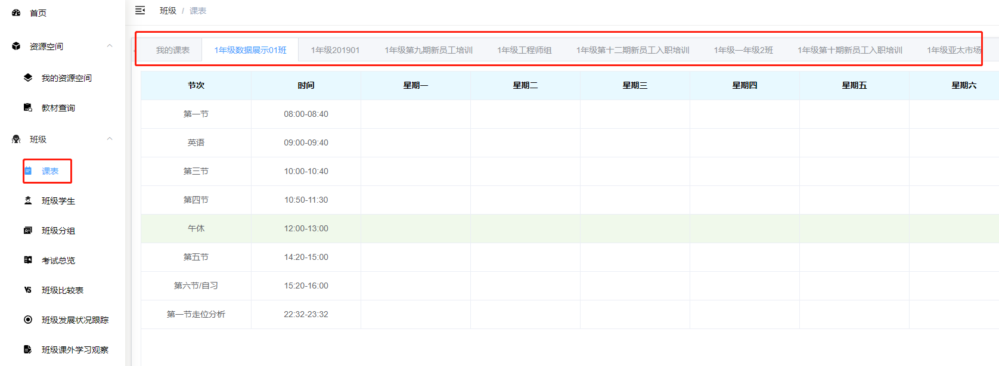 首页
资源空间
我的资源空间
教材查询
班级
课表
班级学生
班级分组
考试总览
VS 班级比较表
班级发展状况跟踪
班级课外学习观察
班级 / 课表
我的课表 1年级数据展示01班 1年级201901 1年级第九期新员工培训 1年级工程师组 1年级第十二期新员工入职培训 1年级一年级2班 1年级第十期新员工入职培训 1年级亚太市场
节次 时间 星期一 星期二 星期三 星期四 星期五 星期六
第一节 08:00-08:40
英语 09:00-09:40
第三节 10:00-10:40
第四节 10:50-11:30
午休 12:00-13:00
第五节 14:20-15:00
第六节/自习 15:20-16:00
第一节走位分析 22:32-23:32